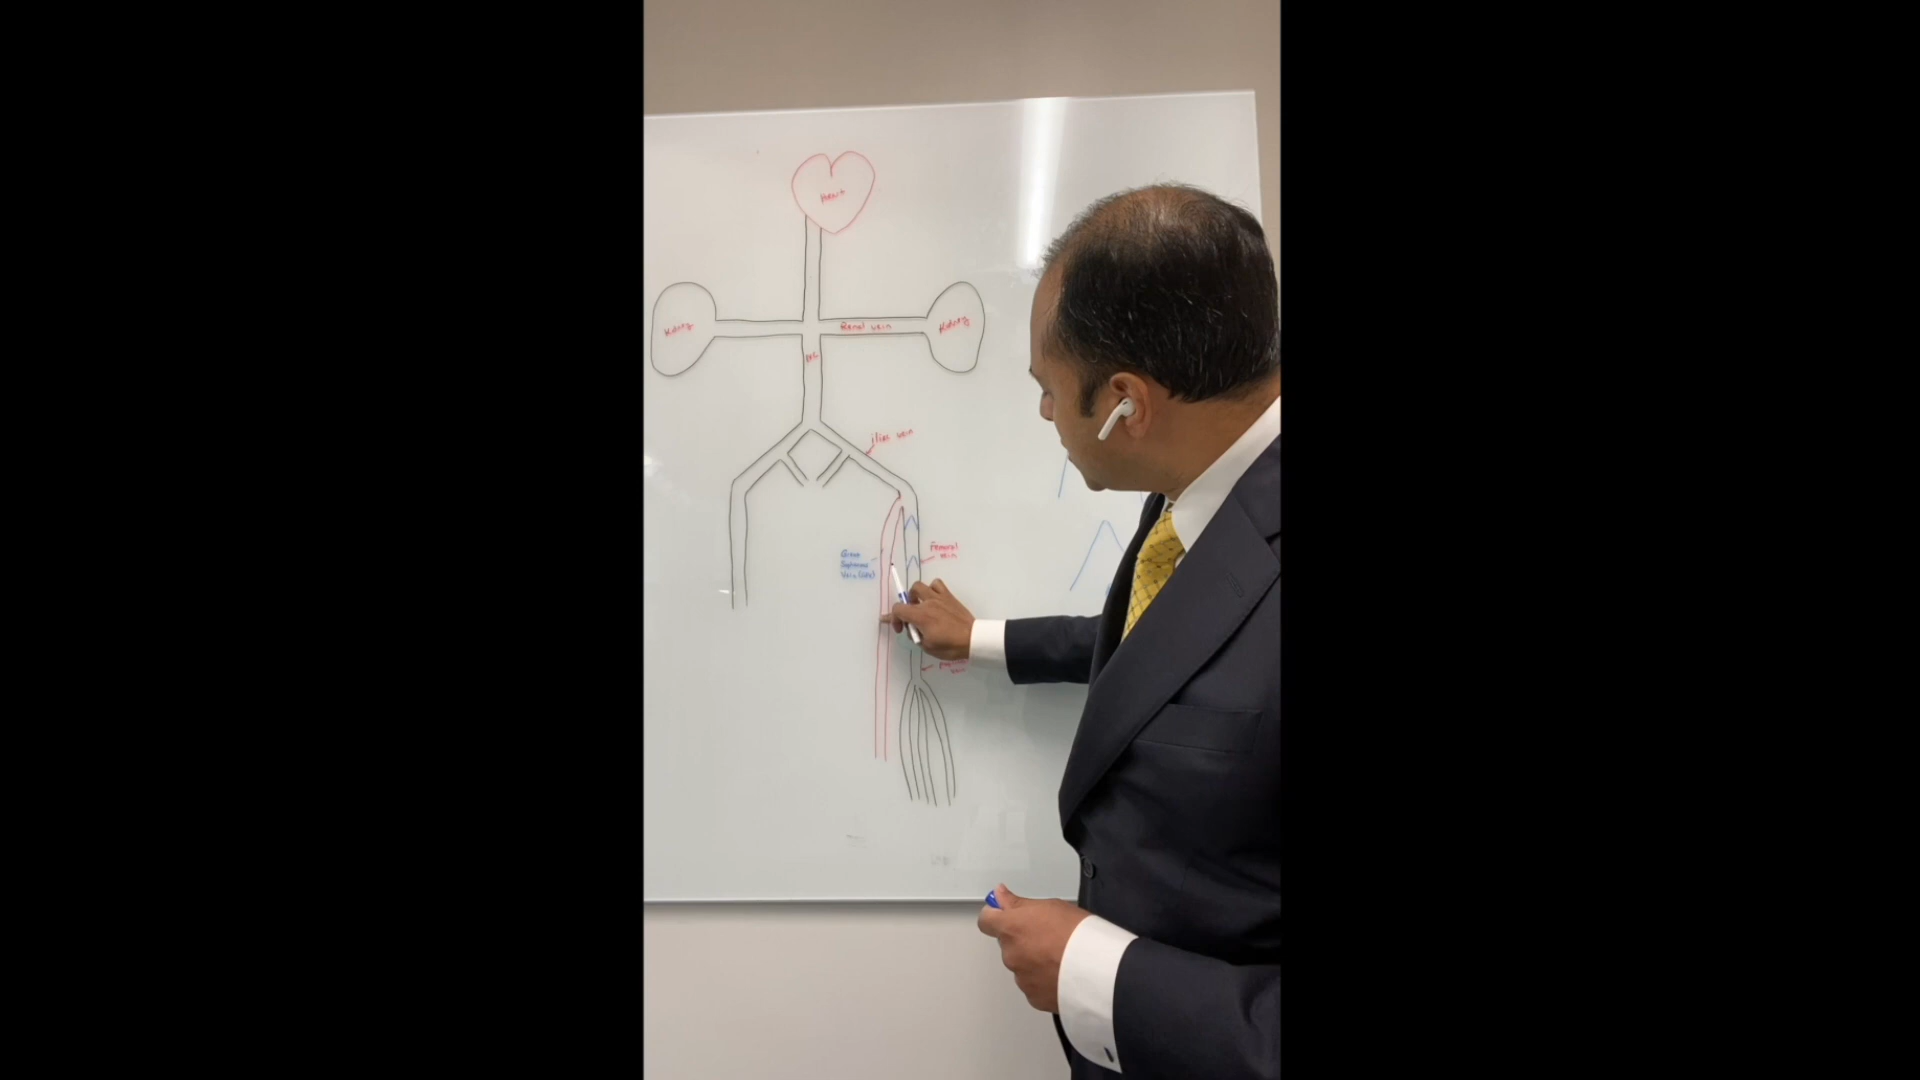 Heart
Kidney
Renal vein
Kidney
IVC
iliac vein
Great
Saphenous
Vein (GSV)
Femoral
vein